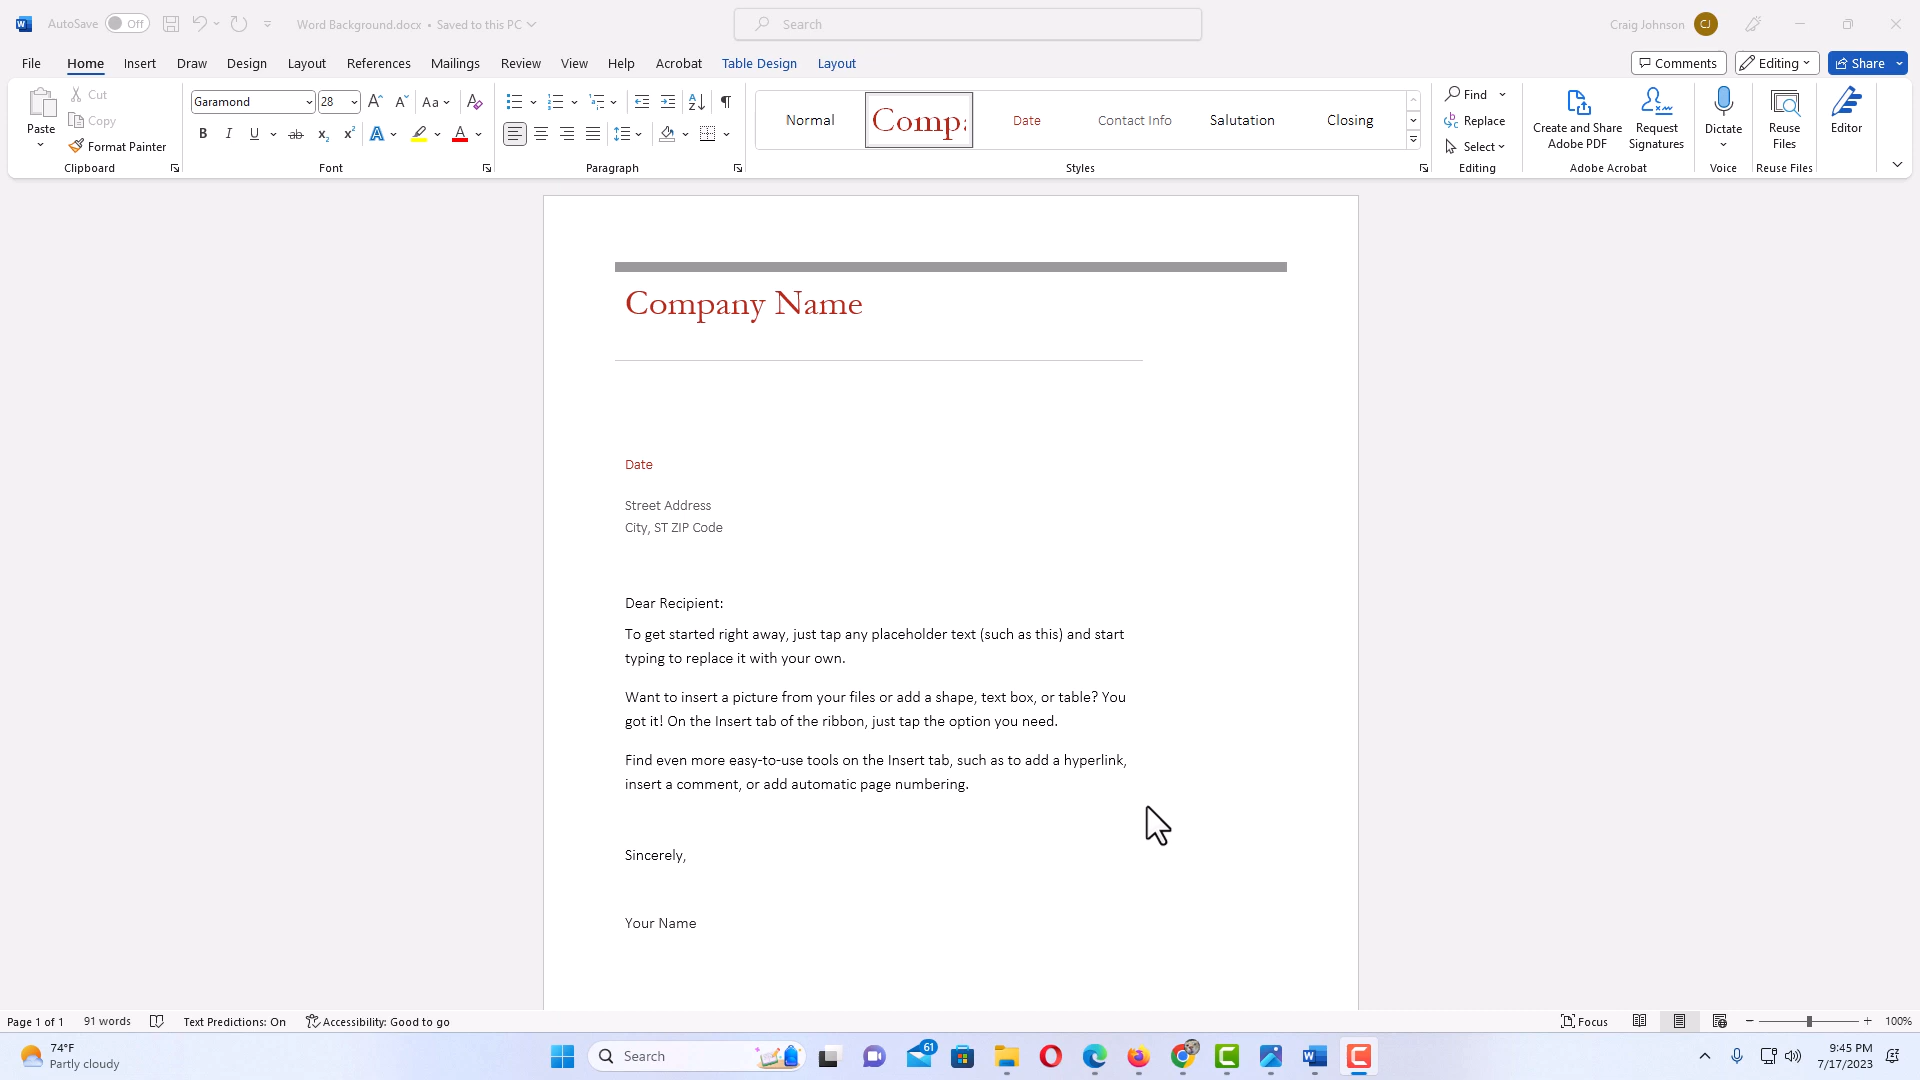 AutoSave Off Word Background.docx • Saved to this PC Search Craig Johnson CJ
File Home Insert Draw Design Layout References Mailings Review View Help Acrobat Table Design Layout Comments Editing Share
Paste
Cut
Copy
Format Painter
Clipboard
Garamond 28
Aa
B I U ab x₂ x² A A
Font
Paragraph
Normal Compa Date Contact Info Salutation Closing
Styles
Find
Replace
Select
Editing
Create and Share
Adobe PDF
Request
Signatures
Adobe Acrobat
Dictate
Voice
Reuse
Files
Reuse Files
Editor
Company Name
Date
Street Address
City, ST ZIP Code
Dear Recipient:
To get started right away, just tap any placeholder text (such as this) and start
typing to replace it with your own.
Want to insert a picture from your files or add a shape, text box, or table? You
got it! On the Insert tab of the ribbon, just tap the option you need.
Find even more easy-to-use tools on the Insert tab, such as to add a hyperlink,
insert a comment, or add automatic page numbering.
Sincerely,
Your Name
Page 1 of 1 91 words Text Predictions: On Accessibility: Good to go Focus 100%
74°F
Partly cloudy
Search
61
9:45 PM
7/17/2023